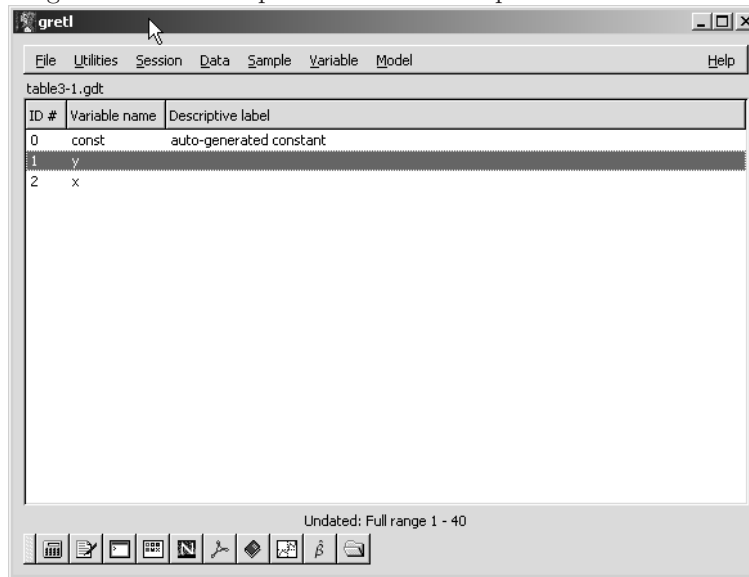 gretl
File Utilities Session Data Sample Variable Model Help
table3-1.gdt
ID # Variable name Descriptive label
0 const auto-generated constant
1 y
2 x
Undated: Full range 1 - 40
β̂